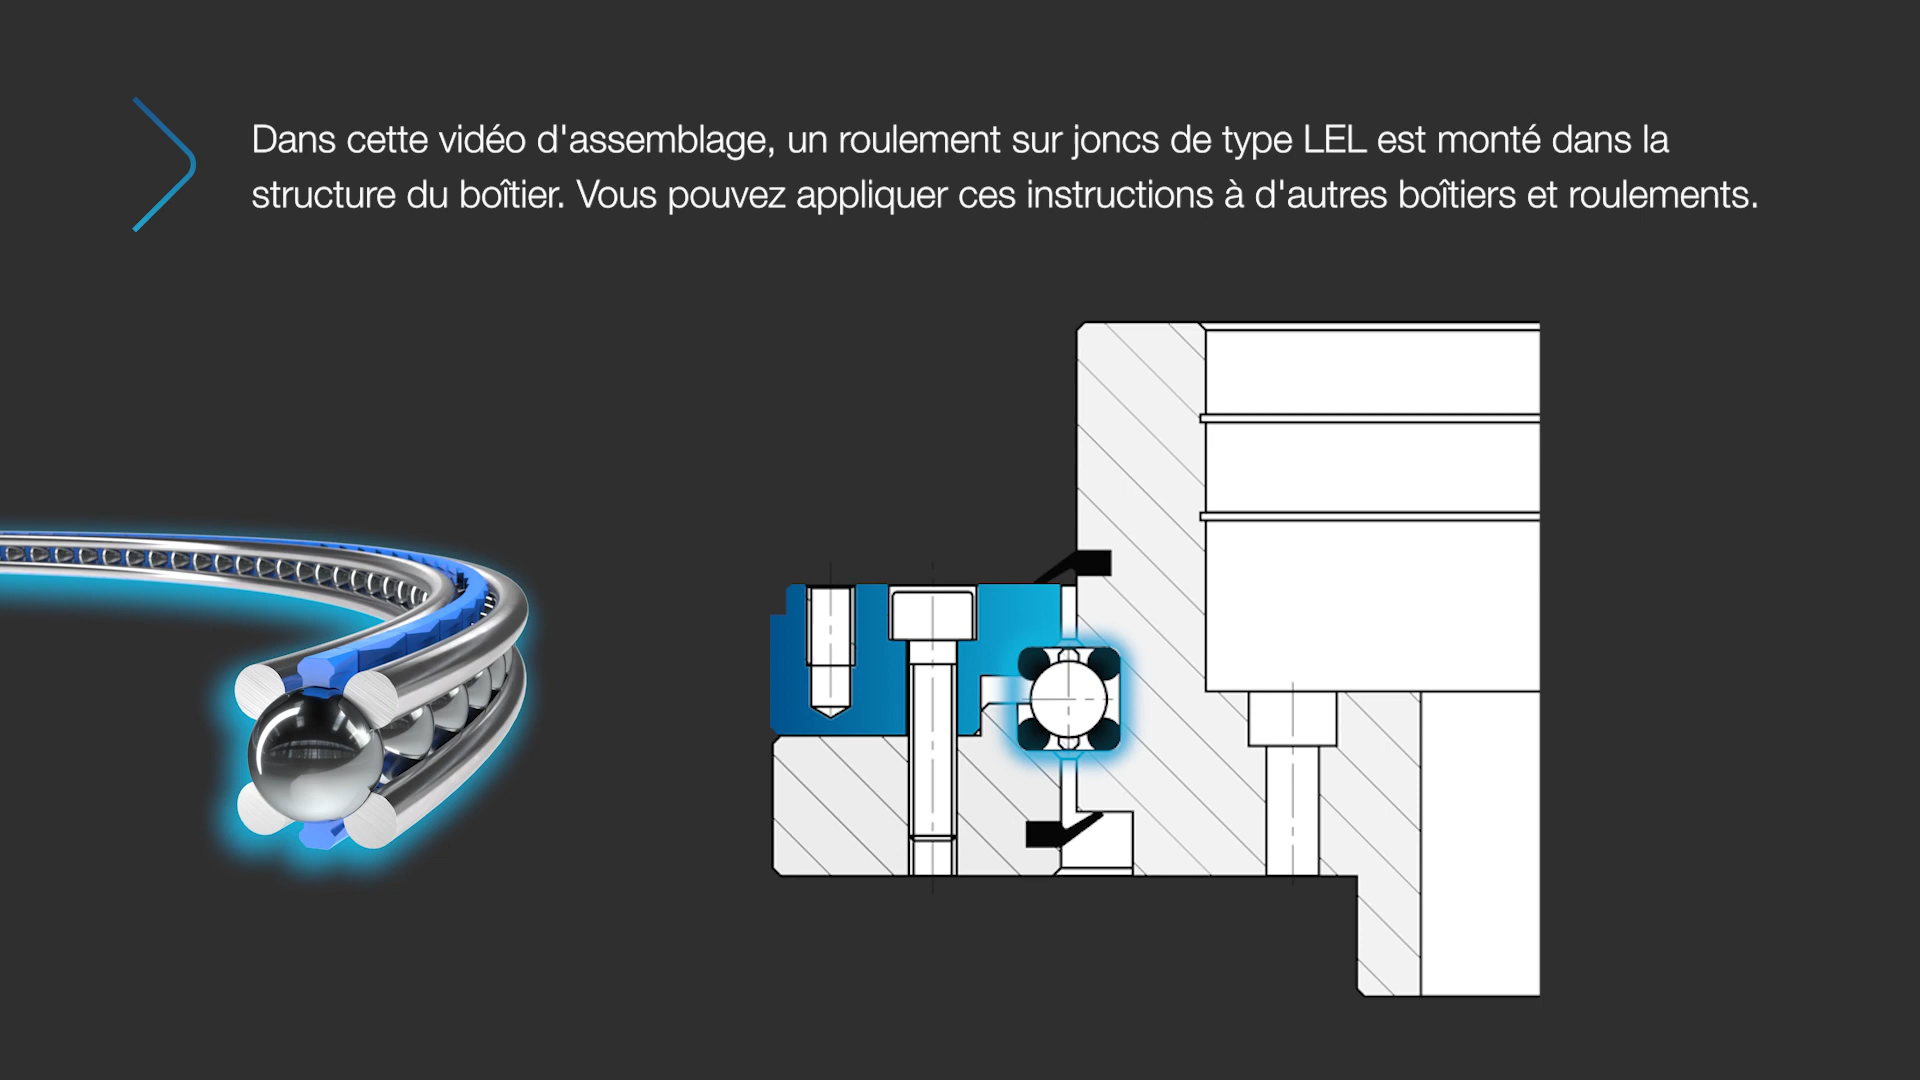 Dans cette vidéo d'assemblage, un roulement sur joncs de type LEL est monté dans la
structure du boîtier. Vous pouvez appliquer ces instructions à d'autres boîtiers et roulements.